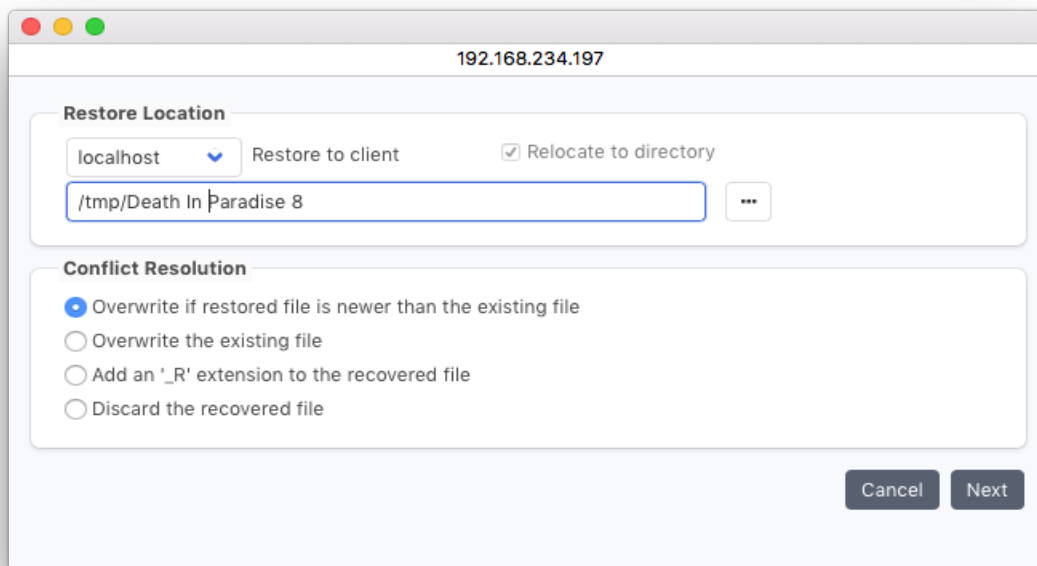 192.168.234.197
Restore Location
localhost Restore to client Relocate to directory
/tmp/Death In Paradise 8 ...
Conflict Resolution
Overwrite if restored file is newer than the existing file
Overwrite the existing file
Add an '_R' extension to the recovered file
Discard the recovered file
Cancel Next